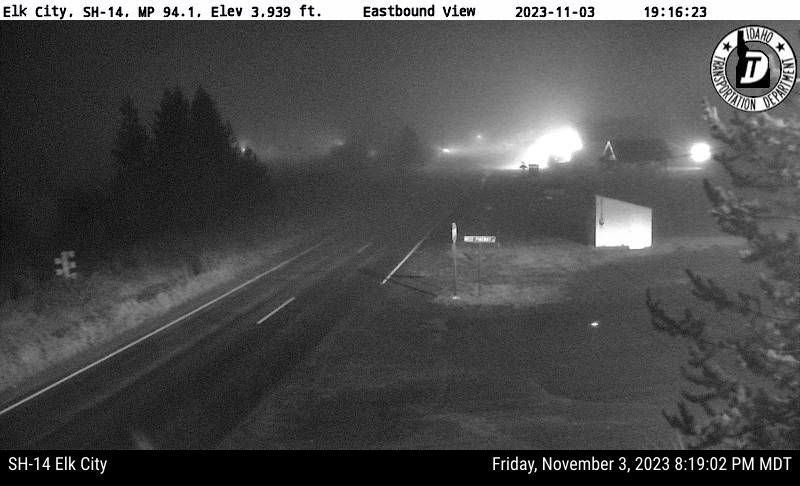 Elk City, SH-14, MP 94.1, Elev 3,939 ft. Eastbound View 2023-11-03 19:16:23
IDAHO
TRANSPORTATION DEPARTMENT
SH-14 Elk City Friday, November 3, 2023 8:19:02 PM MDT